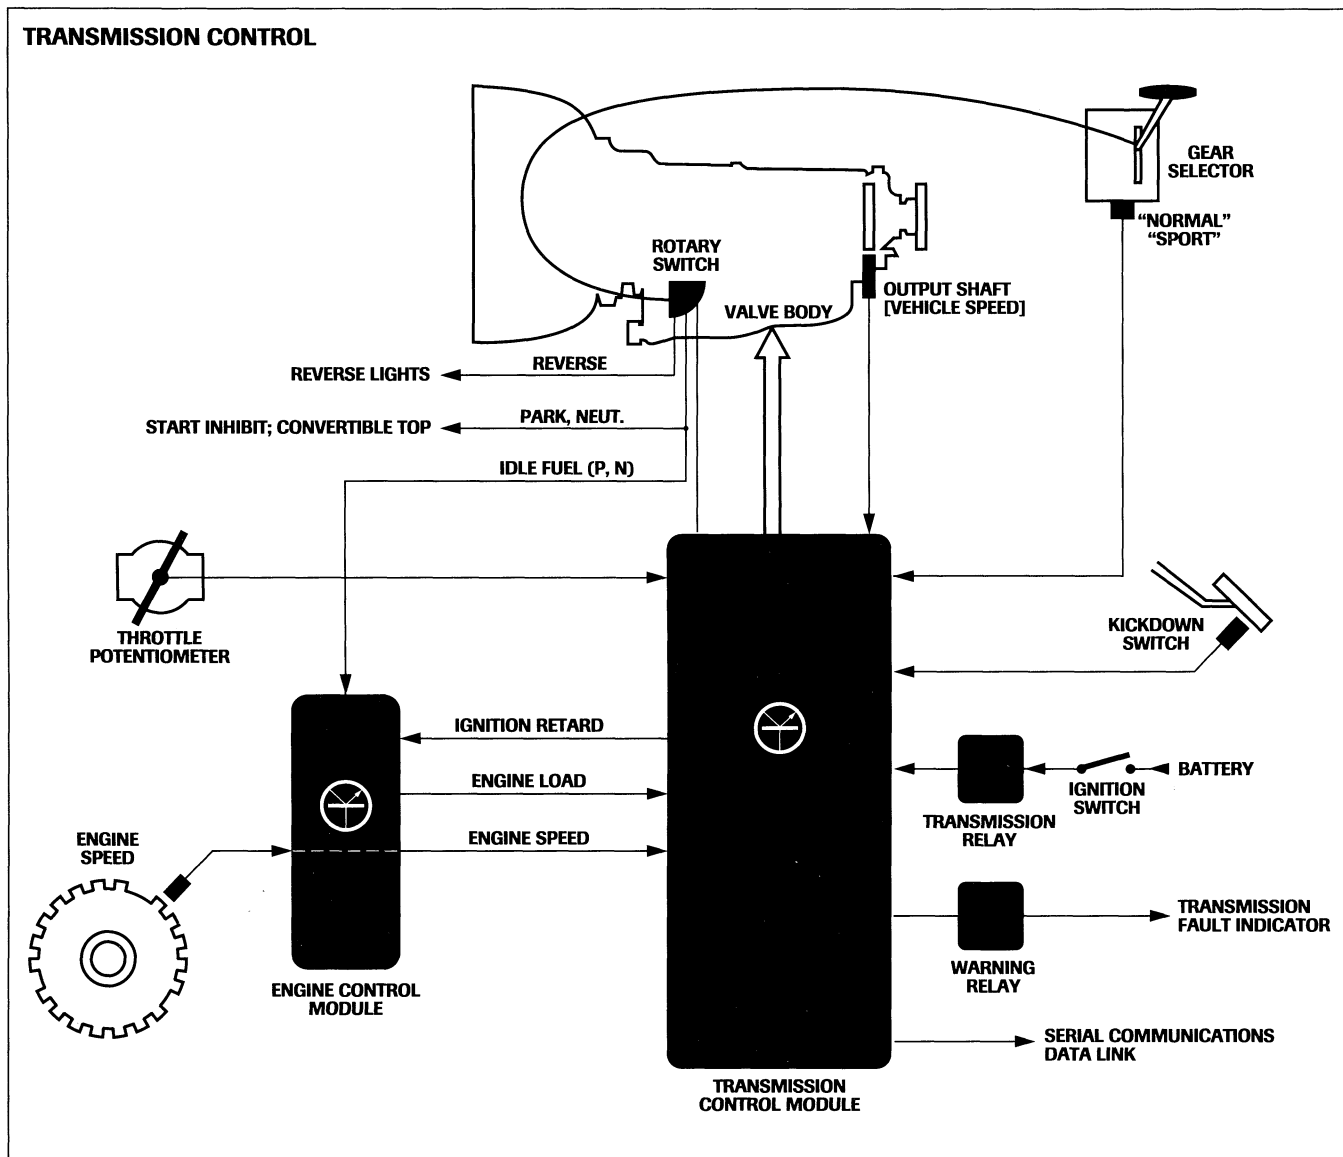 TRANSMISSION CONTROL
GEAR
SELECTOR
“NORMAL”
“SPORT”
ROTARY
SWITCH
OUTPUT SHAFT
[VEHICLE SPEED]
VALVE BODY
REVERSE
REVERSE LIGHTS
PARK, NEUT.
START INHIBIT; CONVERTIBLE TOP
IDLE FUEL (P, N)
THROTTLE
POTENTIOMETER
KICKDOWN
SWITCH
IGNITION RETARD
ENGINE LOAD
ENGINE SPEED
BATTERY
IGNITION
SWITCH
TRANSMISSION
RELAY
ENGINE
SPEED
TRANSMISSION
FAULT INDICATOR
WARNING
RELAY
ENGINE CONTROL
MODULE
SERIAL COMMUNICATIONS
DATA LINK
TRANSMISSION
CONTROL MODULE